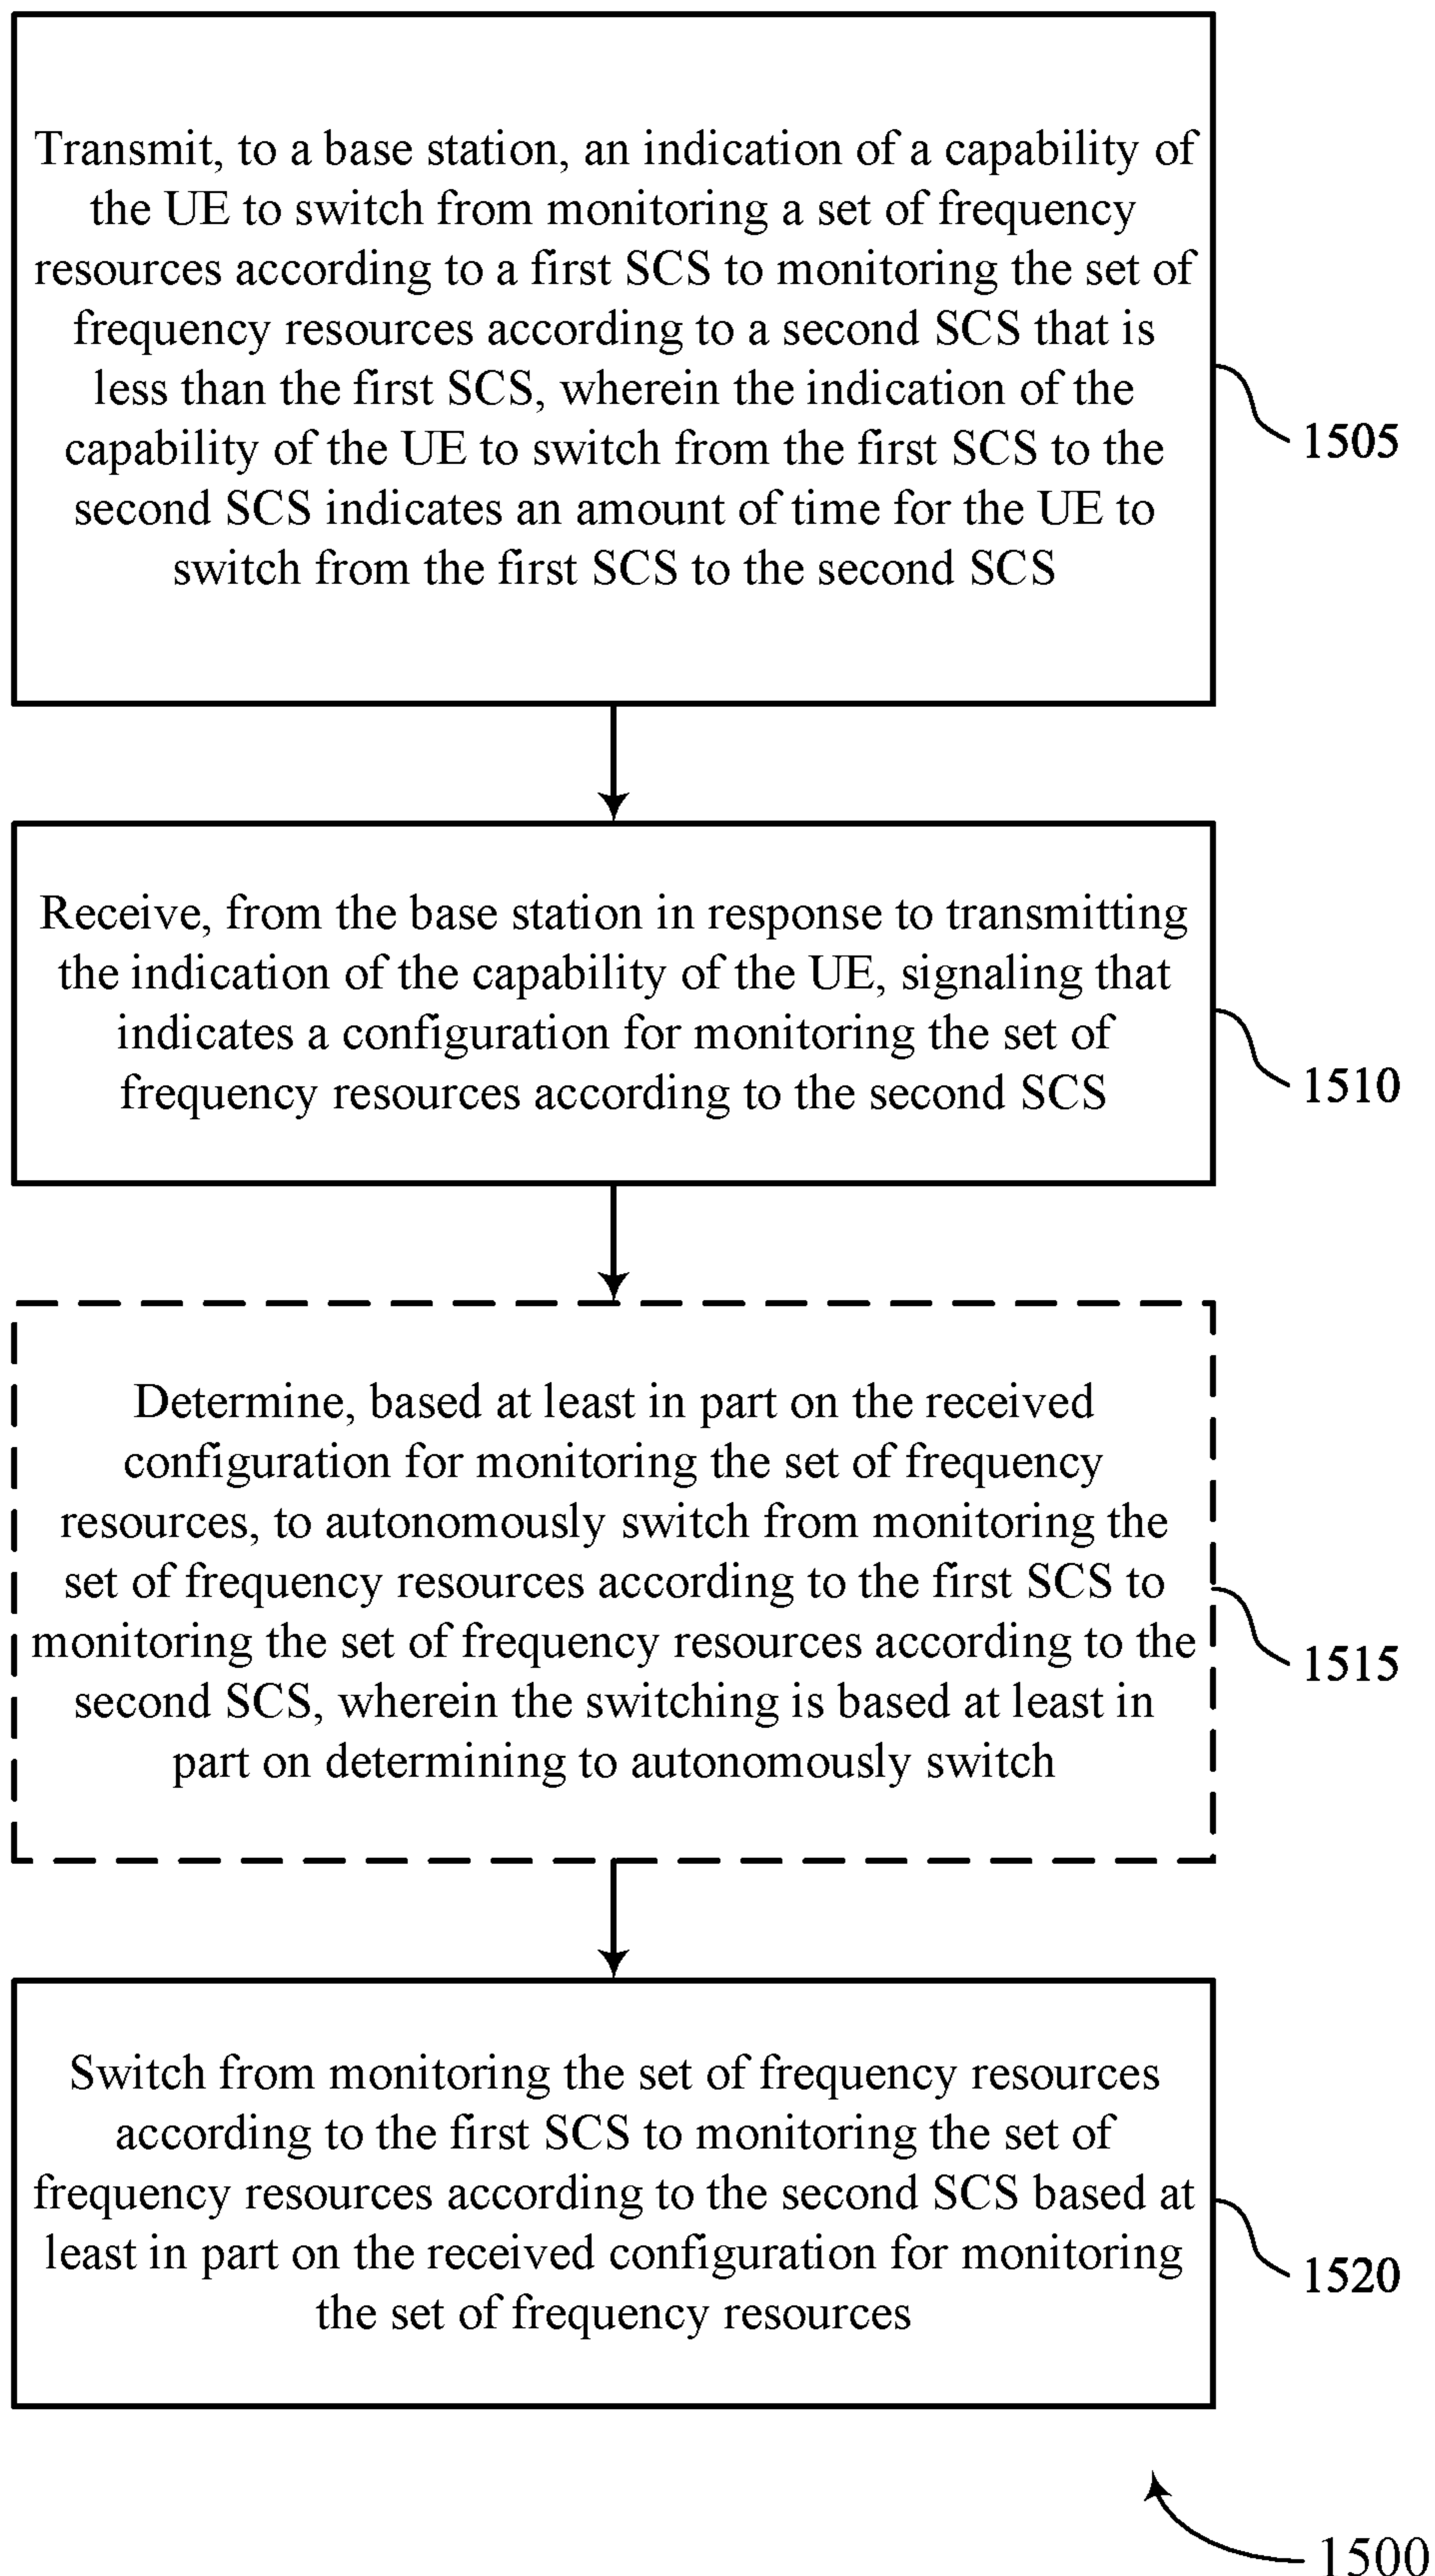 Transmit, to a base station, an indication of a capability of
the UE to switch from monitoring a set of frequency
resources according to a first SCS to monitoring the set of
frequency resources according to a second SCS that is
less than the first SCS, wherein the indication of the
capability of the UE to switch from the first SCS to the
second SCS indicates an amount of time for the UE to
switch from the first SCS to the second SCS
1505
Receive, from the base station in response to transmitting
the indication of the capability of the UE, signaling that
indicates a configuration for monitoring the set of
frequency resources according to the second SCS
1510
Determine, based at least in part on the received
configuration for monitoring the set of frequency
resources, to autonomously switch from monitoring the
set of frequency resources according to the first SCS to
monitoring the set of frequency resources according to the
second SCS, wherein the switching is based at least in
part on determining to autonomously switch
1515
Switch from monitoring the set of frequency resources
according to the first SCS to monitoring the set of
frequency resources according to the second SCS based at
least in part on the received configuration for monitoring
the set of frequency resources
1520
1500